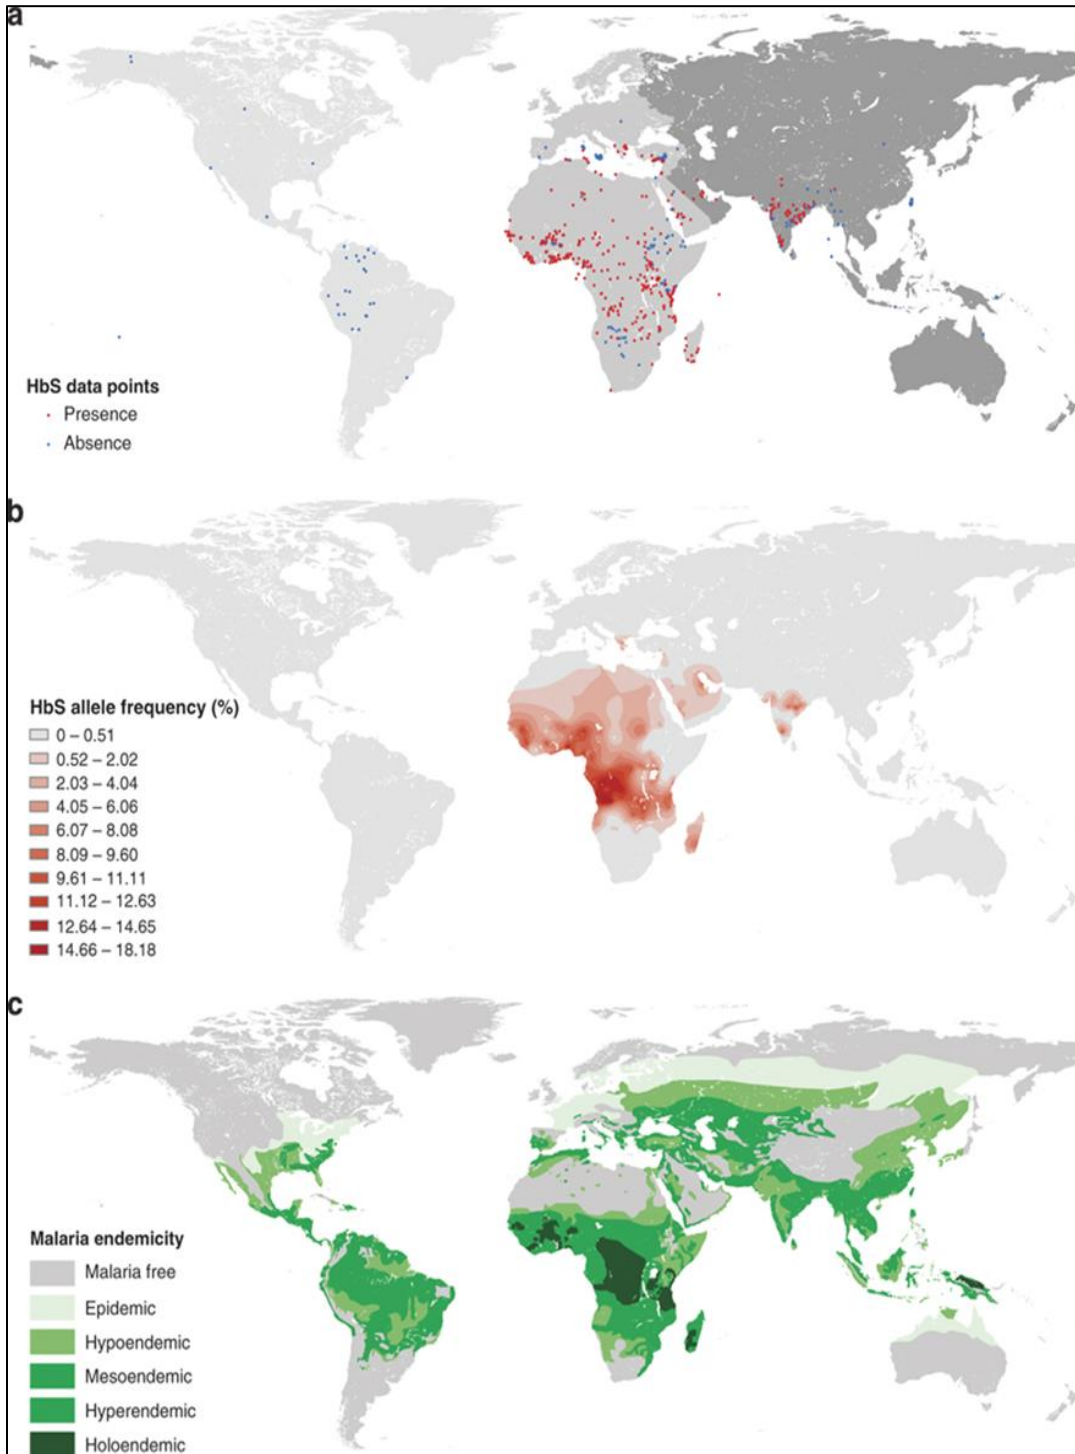 a
HbS data points
Presence
Absence
b
HbS allele frequency (%)
0 – 0.51
0.52 – 2.02
2.03 – 4.04
4.05 – 6.06
6.07 – 8.08
8.09 – 9.60
9.61 – 11.11
11.12 – 12.63
12.64 – 14.65
14.66 – 18.18
c
Malaria endemicity
Malaria free
Epidemic
Hypoendemic
Mesoendemic
Hyperendemic
Holoendemic